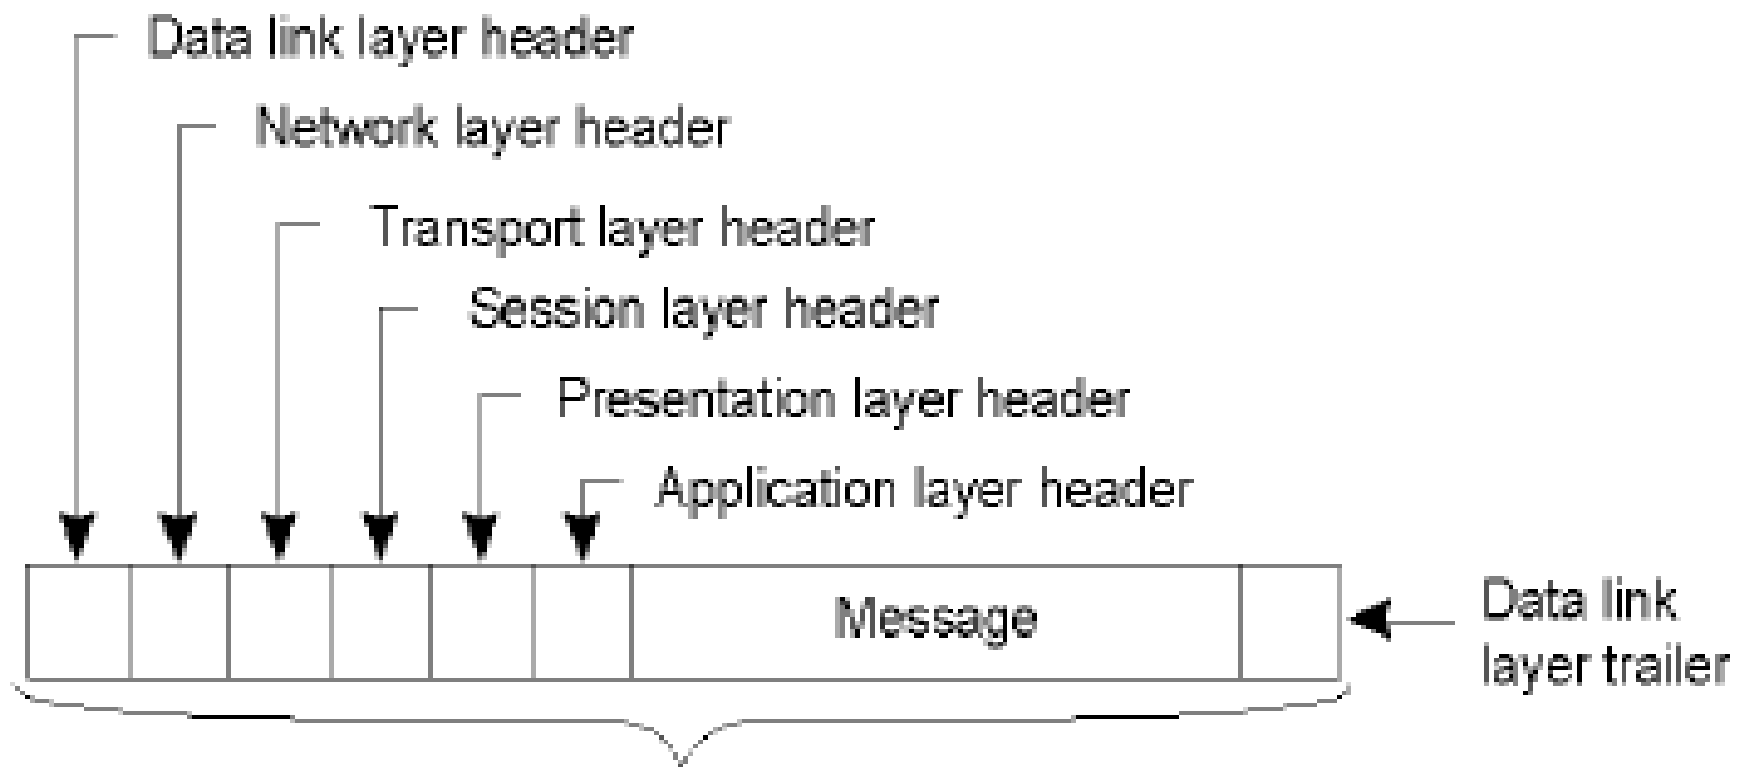 Data link layer header
Network layer header
Transport layer header
Session layer header
Presentation layer header
Application layer header
Message
Data link
layer trailer